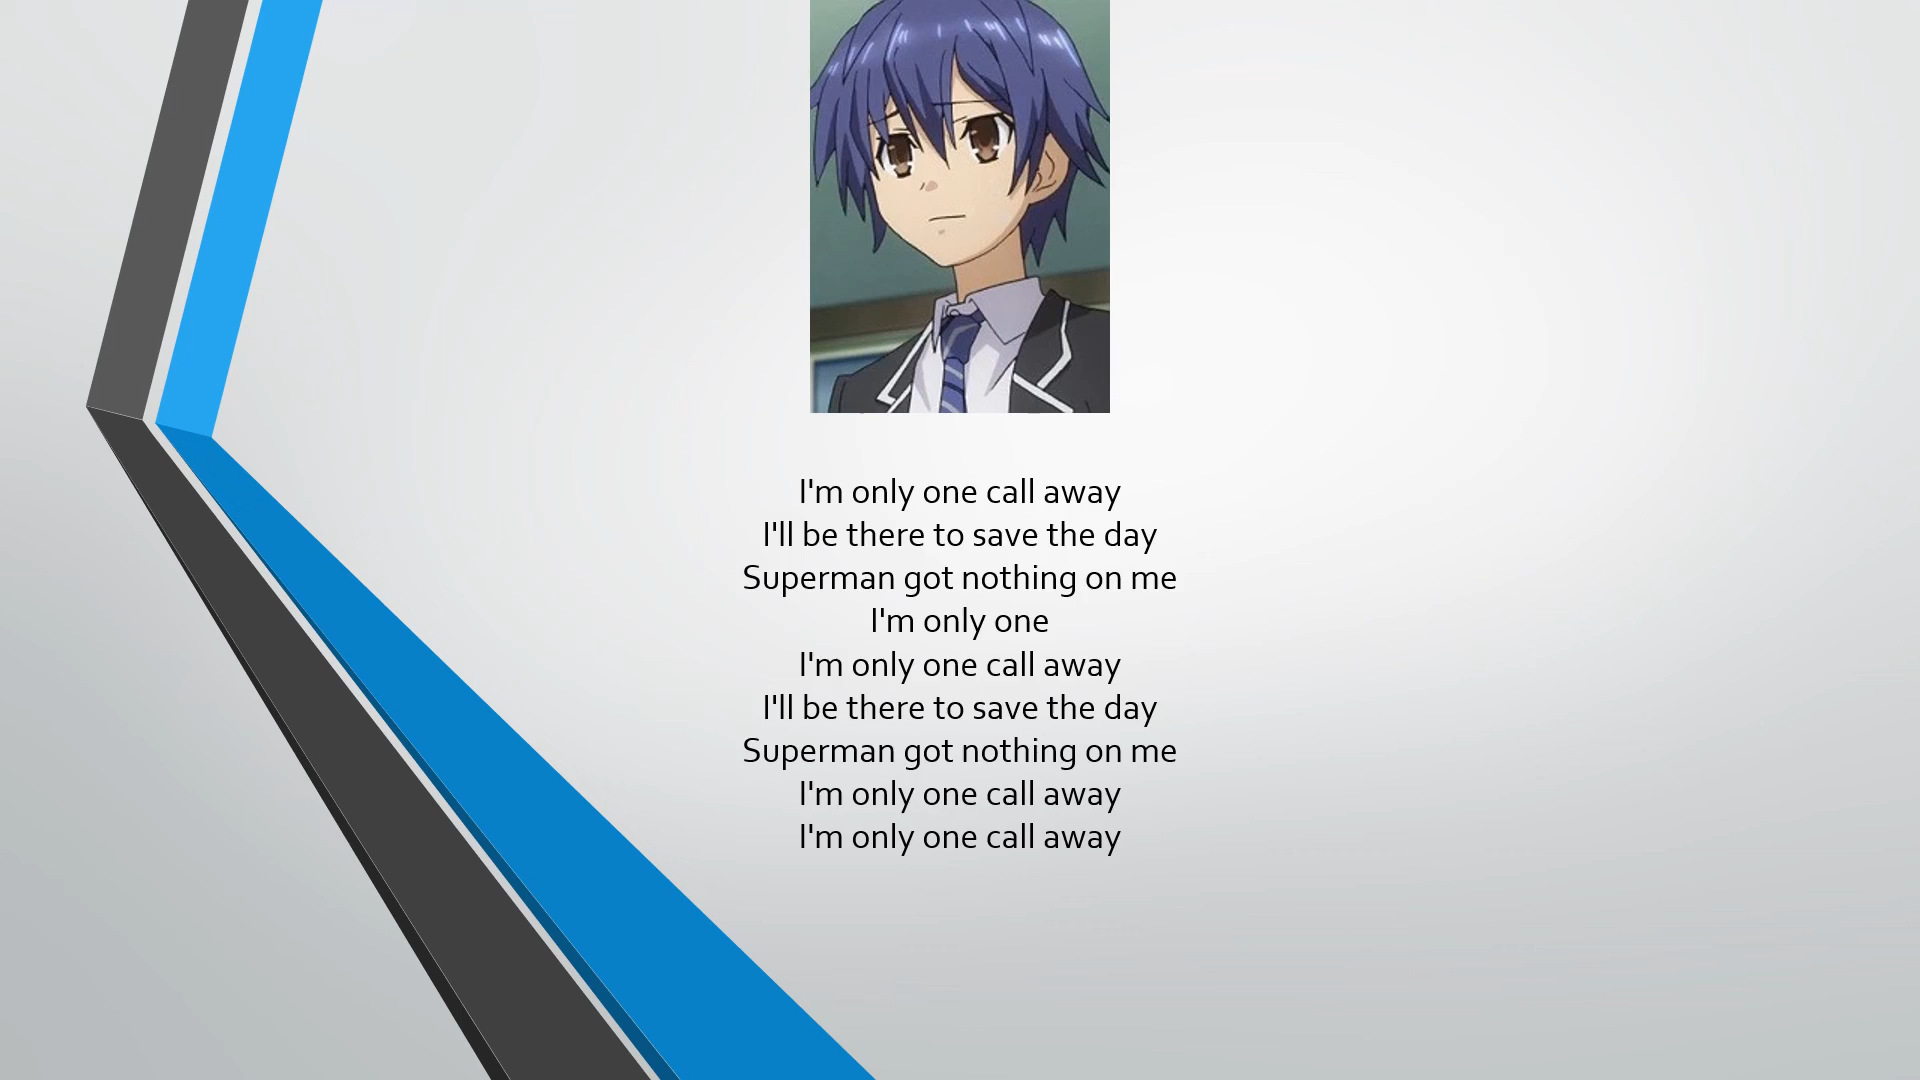 I'm only one call away
I'll be there to save the day
Superman got nothing on me
I'm only one
I'm only one call away
I'll be there to save the day
Superman got nothing on me
I'm only one call away
I'm only one call away